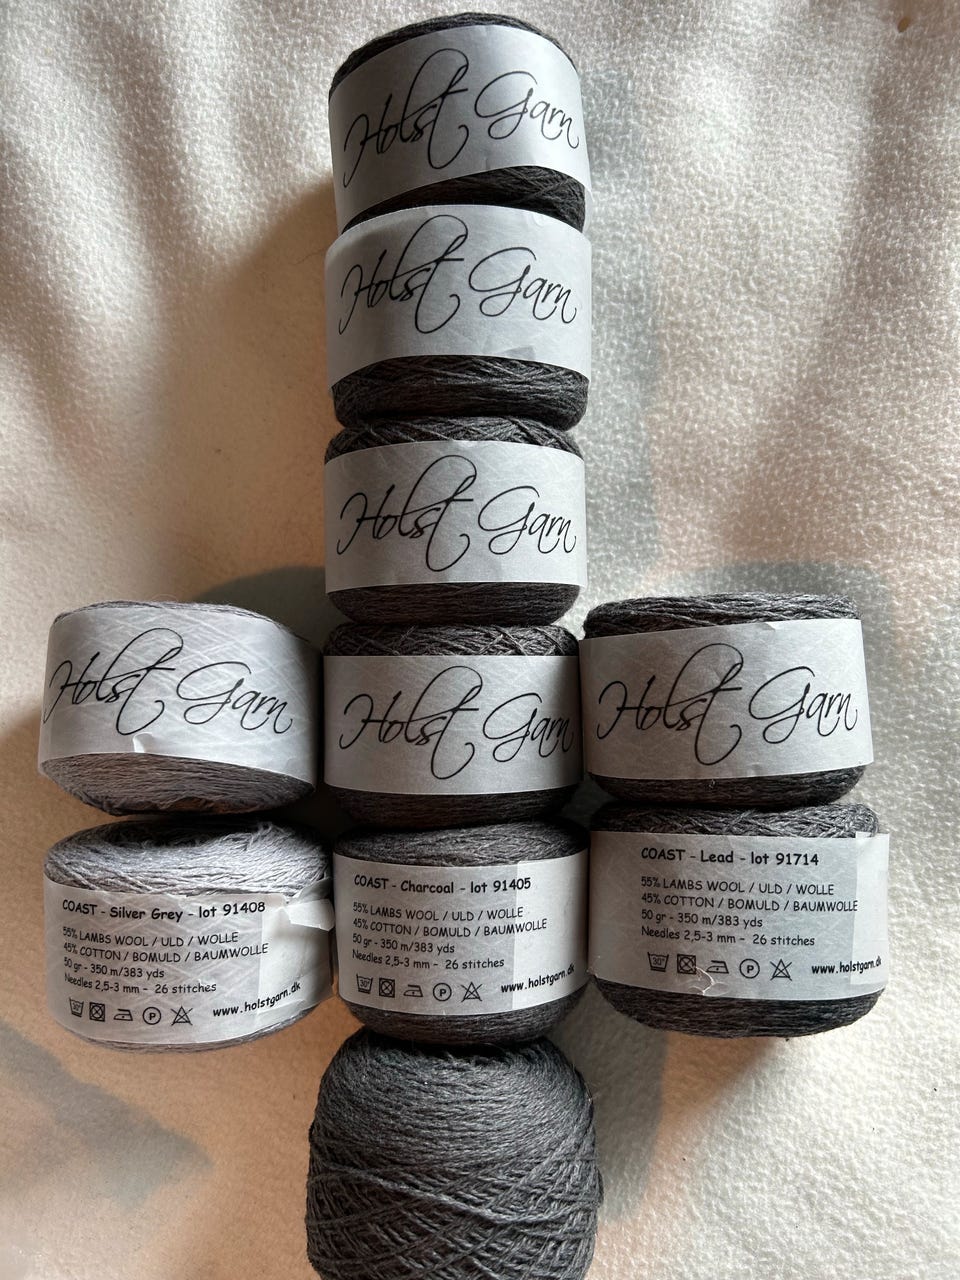 Holst Garn
Holst Garn
Holst Garn
Holst Garn
Holst Garn
Holst Garn
COAST - Silver Grey - lot 91408
55% LAMBS WOOL / ULD / WOLLE
45% COTTON / BOMULD / BAUMWOLLE
50 gr - 350 m/383 yds
Needles 2,5-3 mm - 26 stitches
30°
P
www.holstgarn.dk
COAST - Charcoal - lot 91405
55% LAMBS WOOL / ULD / WOLLE
45% COTTON / BOMULD / BAUMWOLLE
50 gr - 350 m/383 yds
Needles 2,5-3 mm - 26 stitches
30°
P
www.holstgarn.dk
COAST - Lead - lot 91714
55% LAMBS WOOL / ULD / WOLLE
45% COTTON / BOMULD / BAUMWOLLE
50 gr - 350 m/383 yds
Needles 2,5-3 mm - 26 stitches
30°
P
www.holstgarn.dk